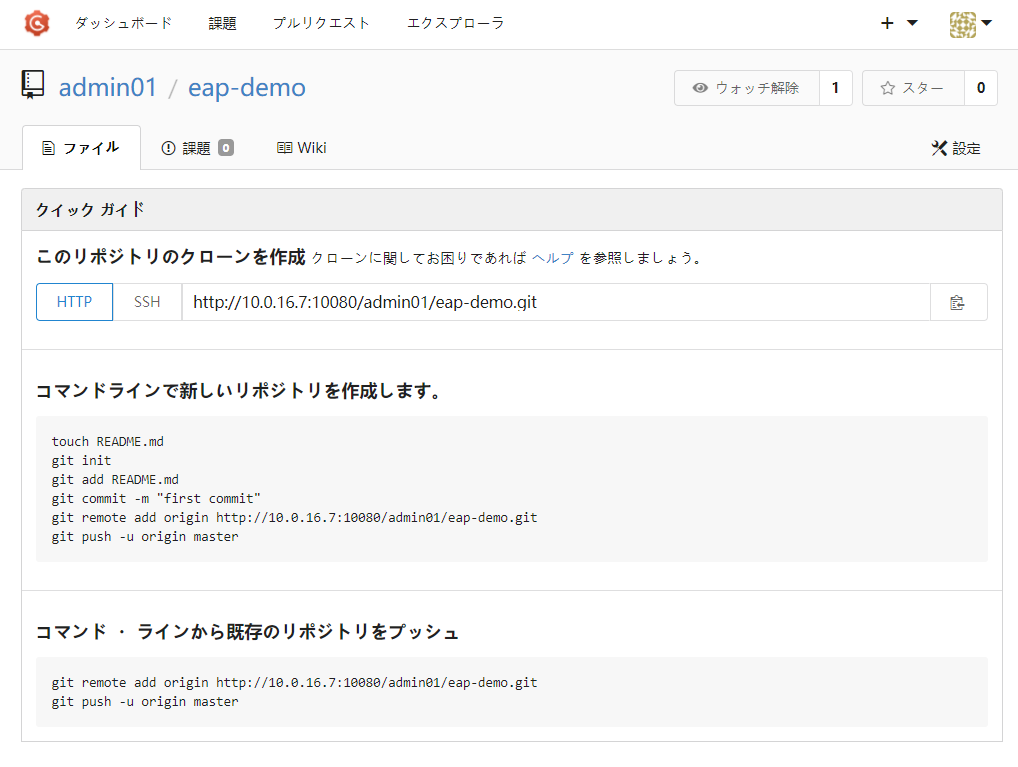 ダッシュボード 課題 プルリクエスト エクスプローラ
admin01 / eap-demo
ウォッチ解除 1 スター 0
ファイル 課題 0 Wiki 設定
クイック ガイド
このリポジトリのクローンを作成 クローンに関してお困りであれば ヘルプ を参照しましょう。
HTTP SSH http://10.0.16.7:10080/admin01/eap-demo.git
コマンドラインで新しいリポジトリを作成します。
touch README.md
git init
git add README.md
git commit -m "first commit"
git remote add origin http://10.0.16.7:10080/admin01/eap-demo.git
git push -u origin master
コマンド ・ ラインから既存のリポジトリをプッシュ
git remote add origin http://10.0.16.7:10080/admin01/eap-demo.git
git push -u origin master